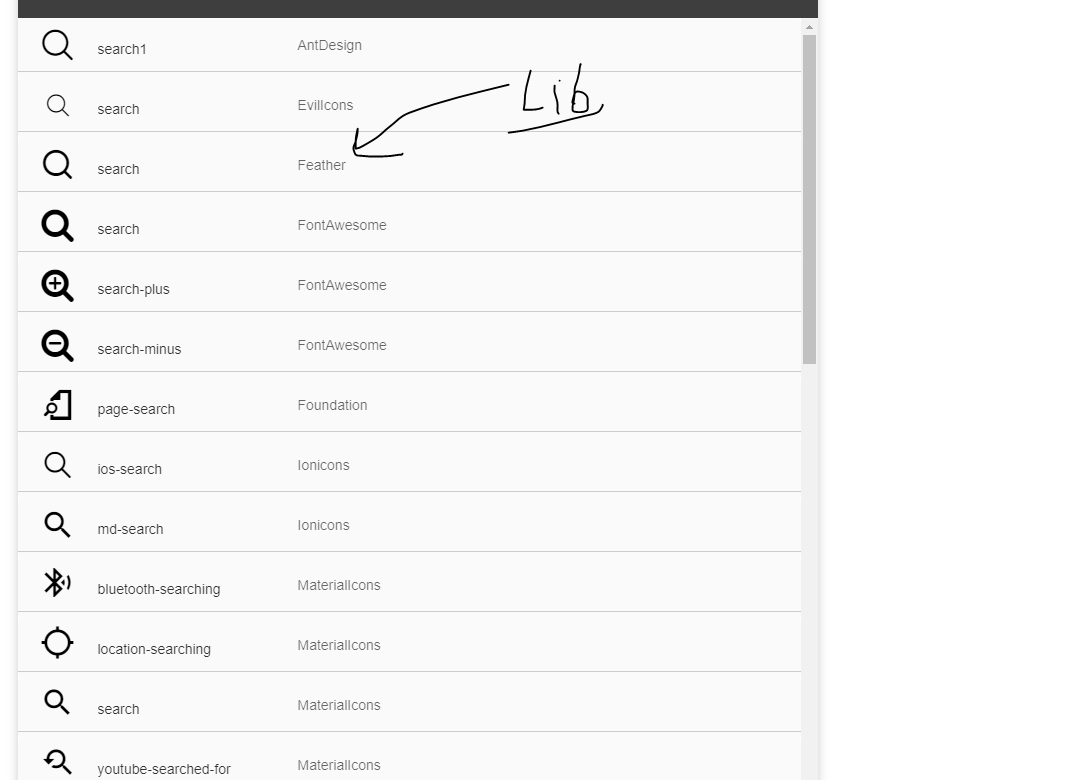 search1 AntDesign
Lib
search EvilIcons
search Feather
search FontAwesome
search-plus FontAwesome
search-minus FontAwesome
page-search Foundation
ios-search Ionicons
md-search Ionicons
bluetooth-searching MaterialIcons
location-searching MaterialIcons
search MaterialIcons
youtube-searched-for MaterialIcons